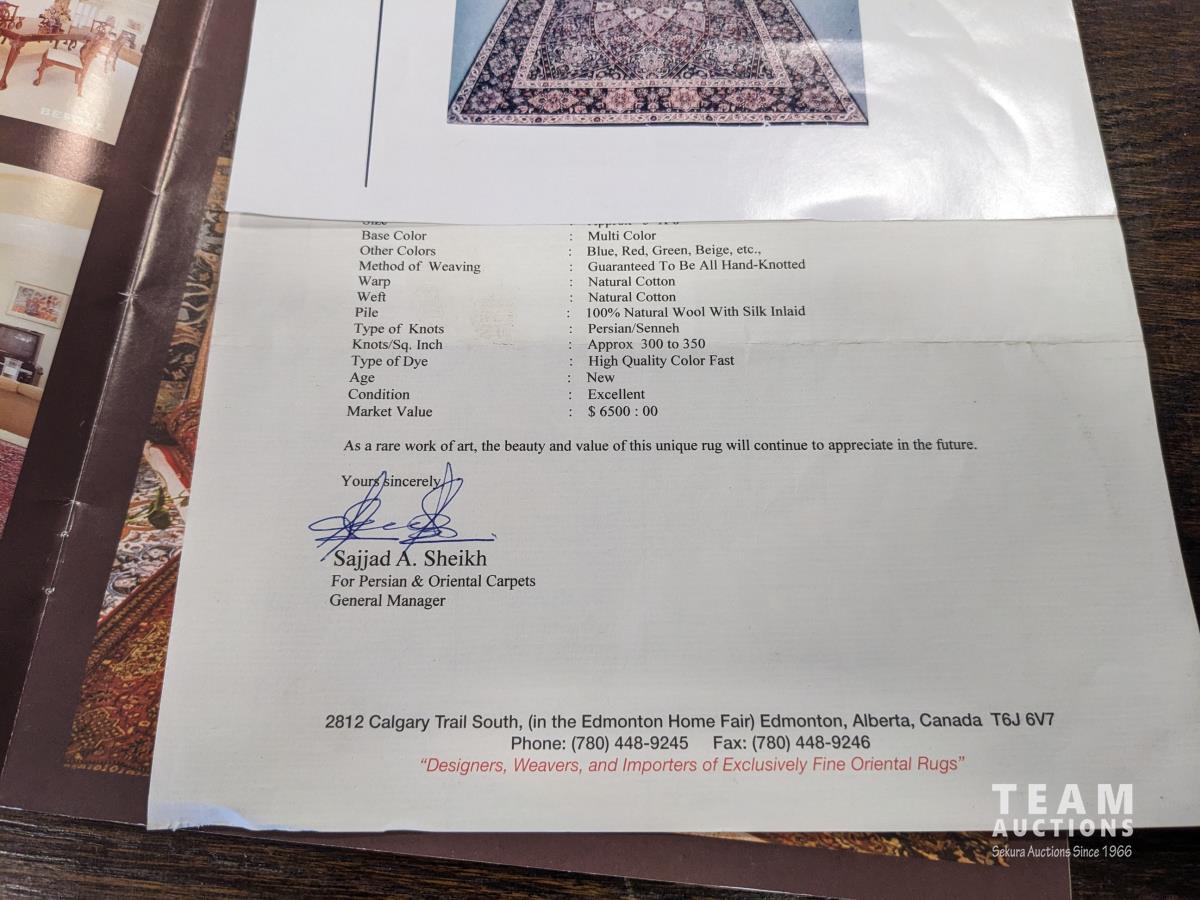 Size : Approx
Base Color : Multi Color
Other Colors : Blue, Red, Green, Beige, etc.,
Method of Weaving : Guaranteed To Be All Hand-Knotted
Warp : Natural Cotton
Weft : Natural Cotton
Pile : 100% Natural Wool With Silk Inlaid
Type of Knots : Persian/Senneh
Knots/Sq. Inch : Approx 300 to 350
Type of Dye : High Quality Color Fast
Age : New
Condition : Excellent
Market Value : $ 6500 : 00
As a rare work of art, the beauty and value of this unique rug will continue to appreciate in the future.
Yours sincerely
Sajjad A. Sheikh
For Persian & Oriental Carpets
General Manager
2812 Calgary Trail South, (in the Edmonton Home Fair) Edmonton, Alberta, Canada T6J 6V7
Phone: (780) 448-9245 Fax: (780) 448-9246
"Designers, Weavers, and Importers of Exclusively Fine Oriental Rugs"
TEAM
AUCTIONS
Sekura Auctions Since 1966